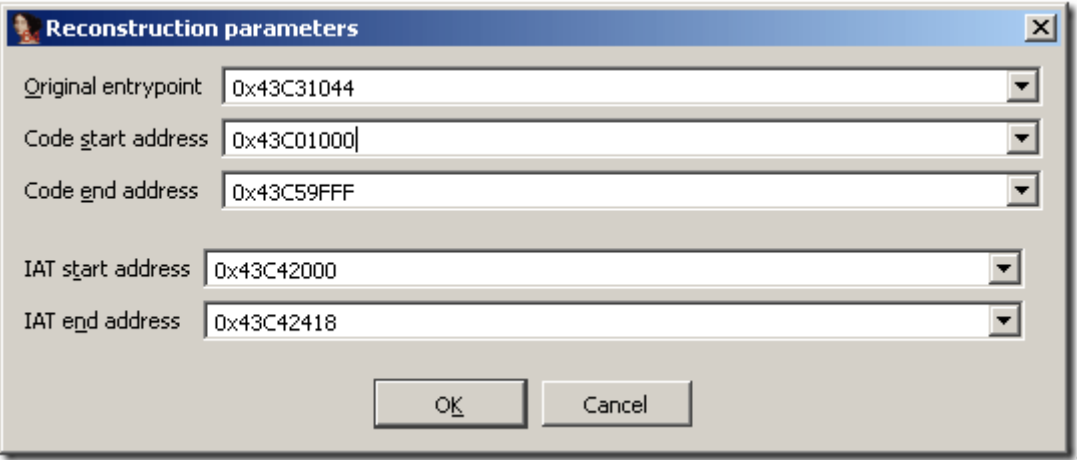 Reconstruction parameters
Original entrypoint 0x43C31044
Code start address 0x43C01000
Code end address 0x43C59FFF
IAT start address 0x43C42000
IAT end address 0x43C42418
OK Cancel